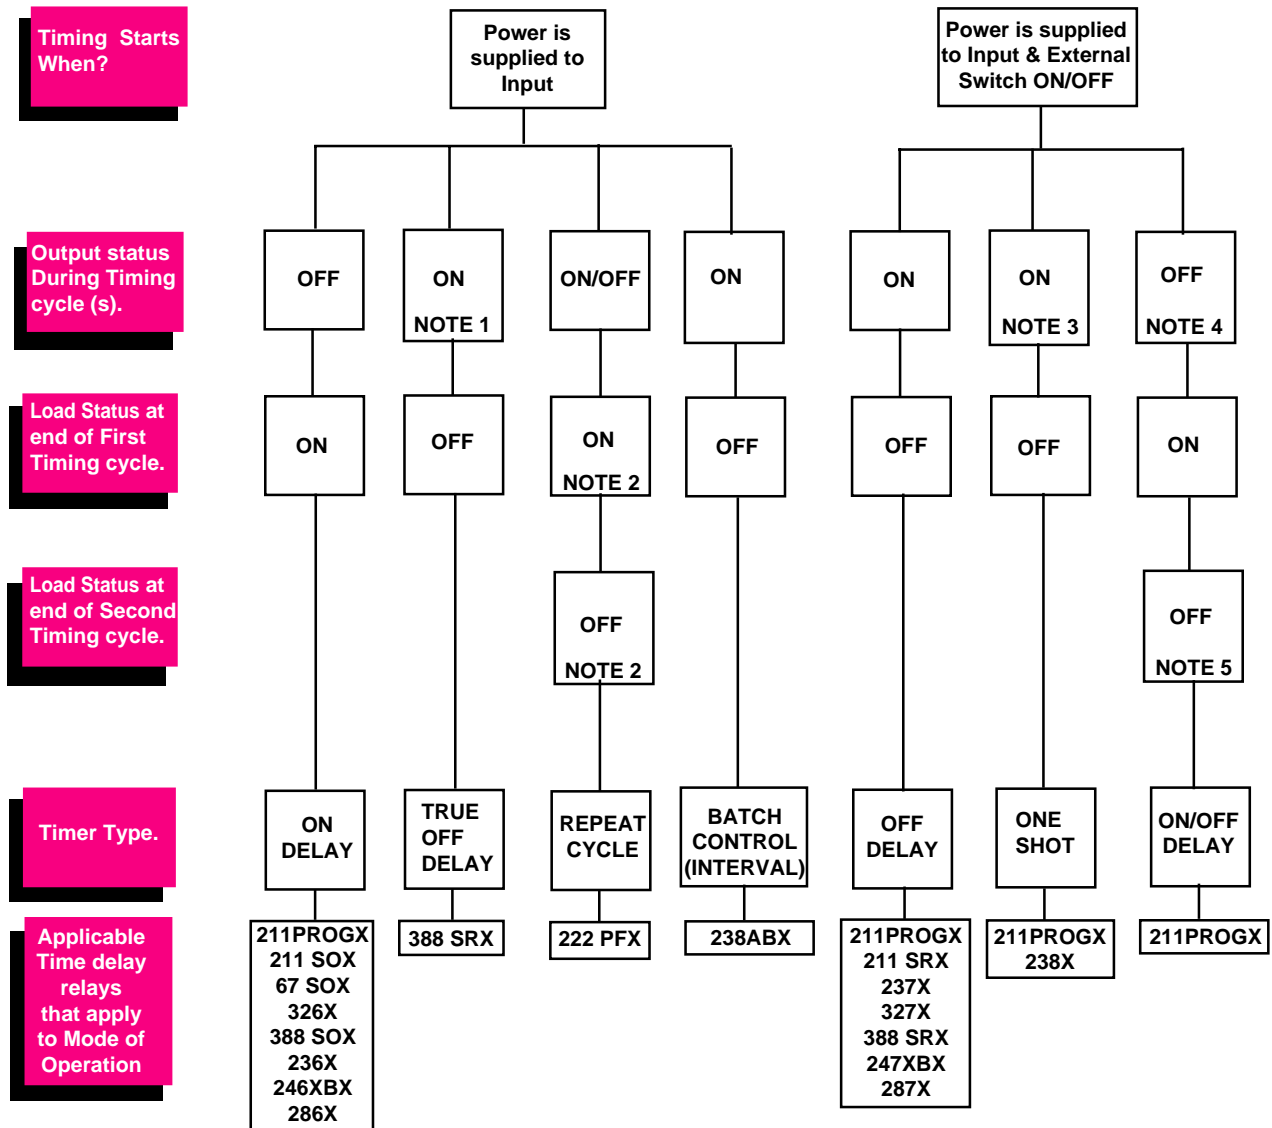 Timing Starts
When?
Power is
supplied to
Input
Power is supplied
to Input & External
Switch ON/OFF
Output status
During Timing
cycle (s).
OFF
ON
NOTE 1
ON/OFF
ON
ON
ON
NOTE 3
OFF
NOTE 4
Load Status at
end of First
Timing cycle.
ON
OFF
ON
NOTE 2
OFF
OFF
OFF
ON
Load Status at
end of Second
Timing cycle.
OFF
NOTE 2
OFF
NOTE 5
Timer Type.
ON
DELAY
TRUE
OFF
DELAY
REPEAT
CYCLE
BATCH
CONTROL
(INTERVAL)
OFF
DELAY
ONE
SHOT
ON/OFF
DELAY
Applicable
Time delay
relays
that apply
to Mode of
Operation
211PROGX
211 SOX
67 SOX
326X
388 SOX
236X
246XBX
286X
388 SRX
222 PFX
238ABX
211PROGX
211 SRX
237X
327X
388 SRX
247XBX
287X
211PROGX
238X
211PROGX